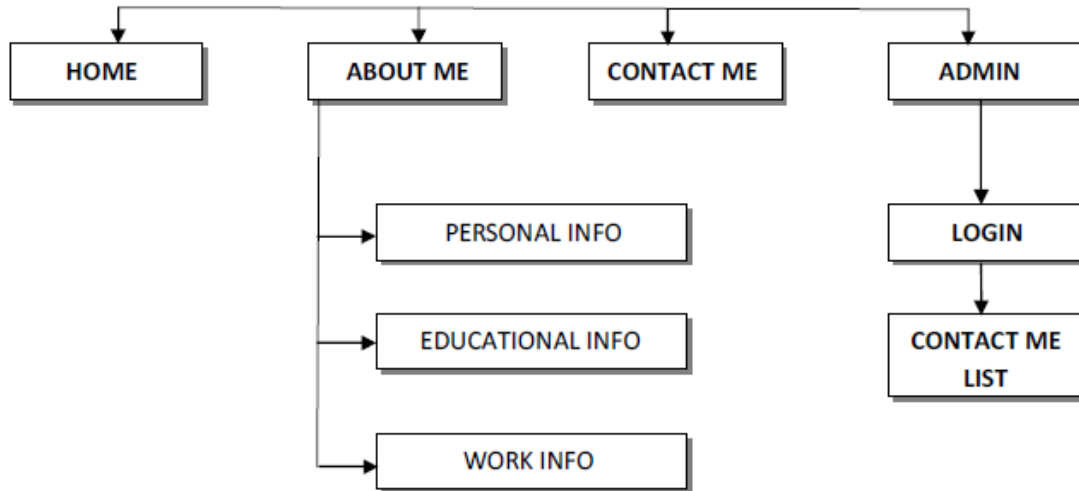 HOME
ABOUT ME
CONTACT ME
ADMIN
PERSONAL INFO
LOGIN
EDUCATIONAL INFO
CONTACT ME
LIST
WORK INFO